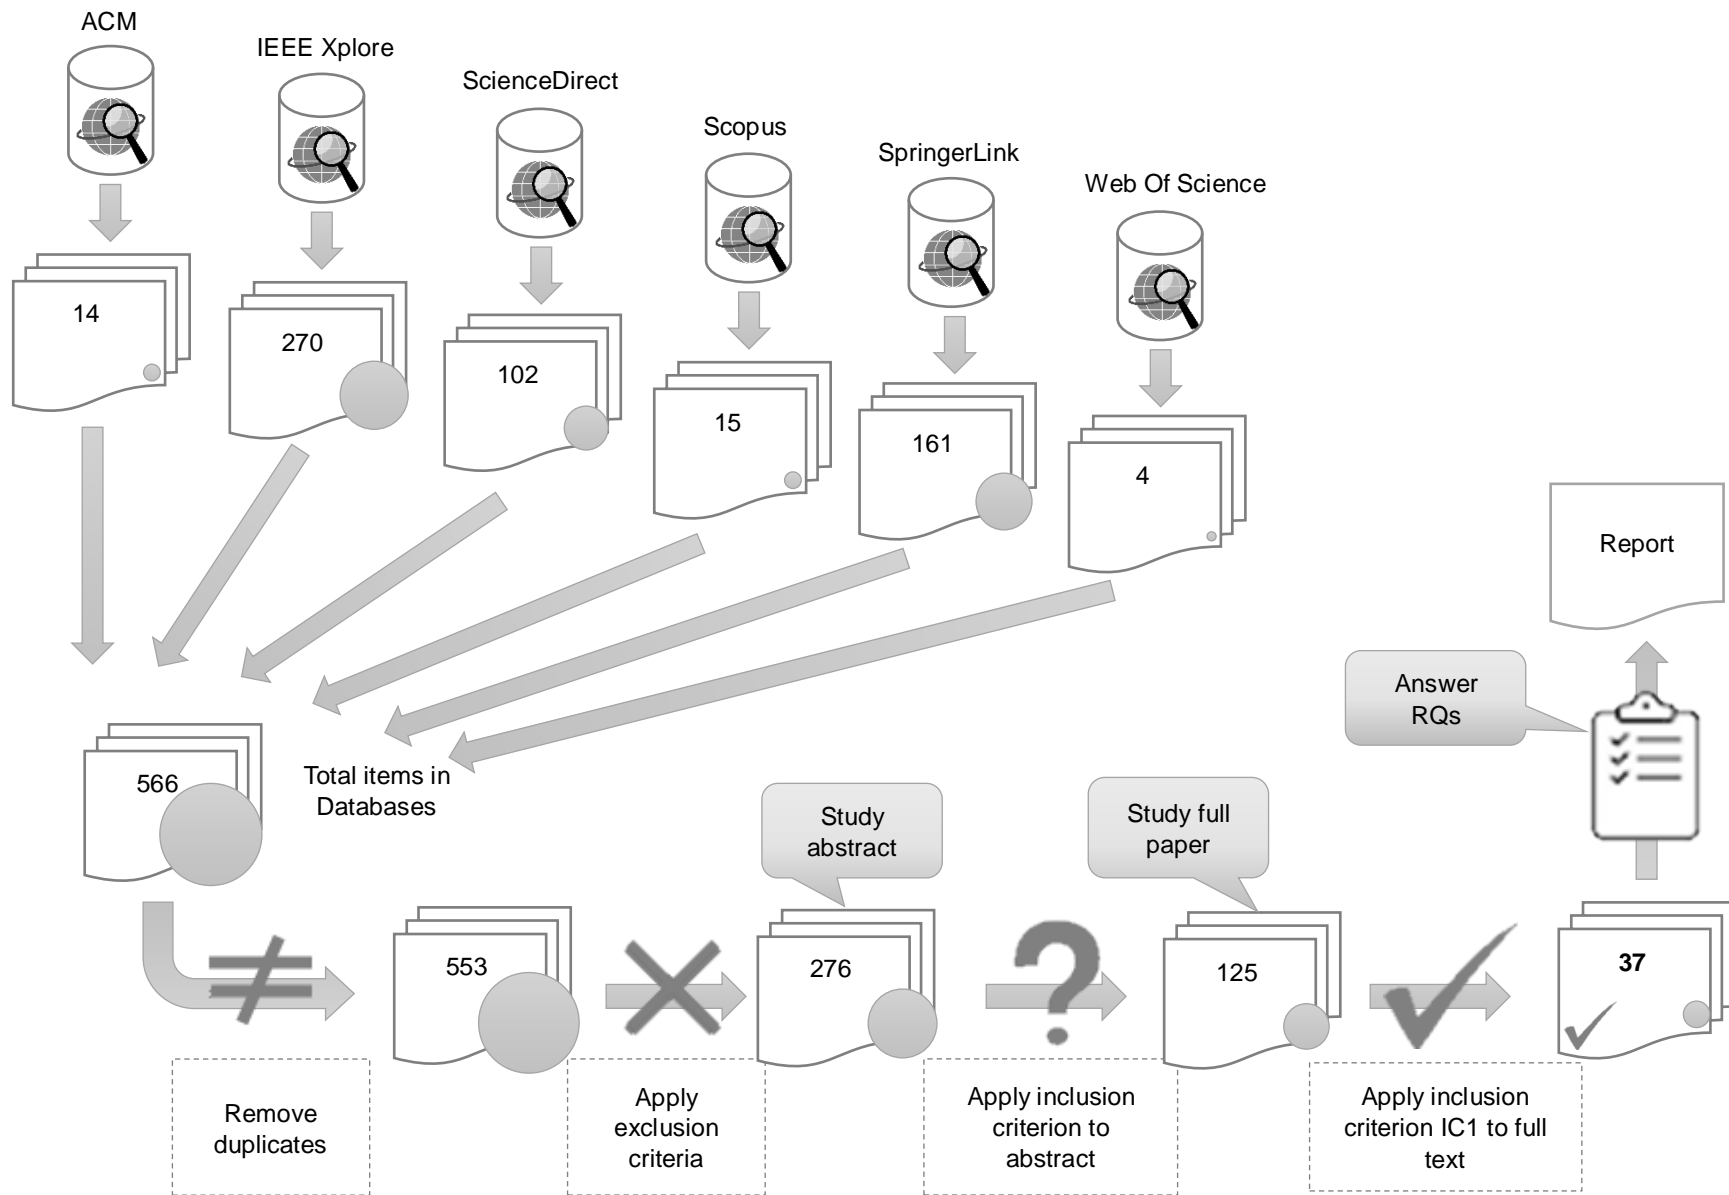 ACM
IEEE Xplore
ScienceDirect
Scopus
SpringerLink
Web Of Science
14
270
102
15
161
4
Report
Answer
RQs
566
Total items in
Databases
Study
abstract
Study full
paper
553
276
125
37
Remove
duplicates
Apply
exclusion
criteria
Apply inclusion
criterion to
abstract
Apply inclusion
criterion IC1 to full
text